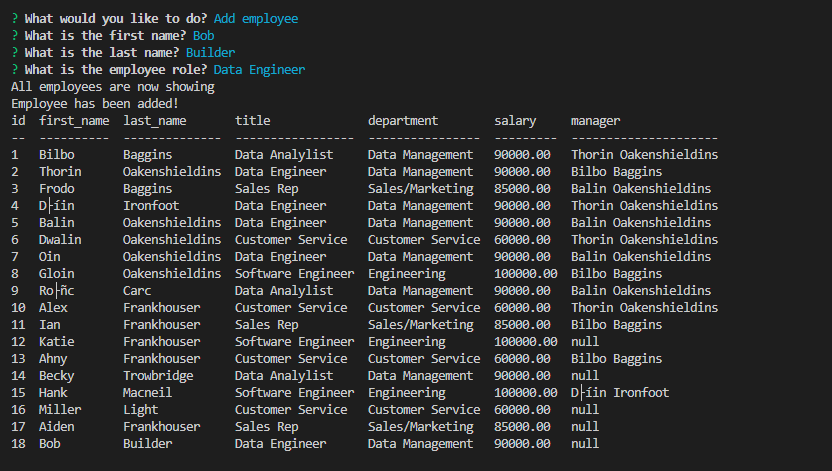 ? What would you like to do? Add employee
? What is the first name? Bob
? What is the last name? Builder
? What is the employee role? Data Engineer
All employees are now showing
Employee has been added!
id  first_name  last_name      title              department       salary     manager
--  ----------  -------------  -----------------  ---------------  ---------  ---------------------
1   Bilbo       Baggins        Data Analylist     Data Management  90000.00   Thorin Oakenshieldins
2   Thorin      Oakenshieldins  Data Engineer      Data Management  90000.00   Bilbo Baggins
3   Frodo       Baggins        Sales Rep          Sales/Marketing  85000.00   Balin Oakenshieldins
4   D├íin       Ironfoot       Data Engineer      Data Management  90000.00   Thorin Oakenshieldins
5   Balin       Oakenshieldins  Data Engineer      Data Management  90000.00   Balin Oakenshieldins
6   Dwalin      Oakenshieldins  Customer Service   Customer Service  60000.00   Thorin Oakenshieldins
7   Oin         Oakenshieldins  Data Engineer      Data Management  90000.00   Balin Oakenshieldins
8   Gloin       Oakenshieldins  Software Engineer  Engineering      100000.00  Bilbo Baggins
9   Ro├ñc       Carc           Data Analylist     Data Management  90000.00   Balin Oakenshieldins
10  Alex        Frankhouser    Customer Service   Customer Service  60000.00   Thorin Oakenshieldins
11  Ian         Frankhouser    Sales Rep          Sales/Marketing  85000.00   Bilbo Baggins
12  Katie       Frankhouser    Software Engineer  Engineering      100000.00  null
13  Ahny        Frankhouser    Customer Service   Customer Service  60000.00   Bilbo Baggins
14  Becky       Trowbridge     Data Analylist     Data Management  90000.00   null
15  Hank        Macneil        Software Engineer  Engineering      100000.00  D├íin Ironfoot
16  Miller      Light          Customer Service   Customer Service  60000.00   null
17  Aiden       Frankhouser    Sales Rep          Sales/Marketing  85000.00   null
18  Bob         Builder        Data Engineer      Data Management  90000.00   null